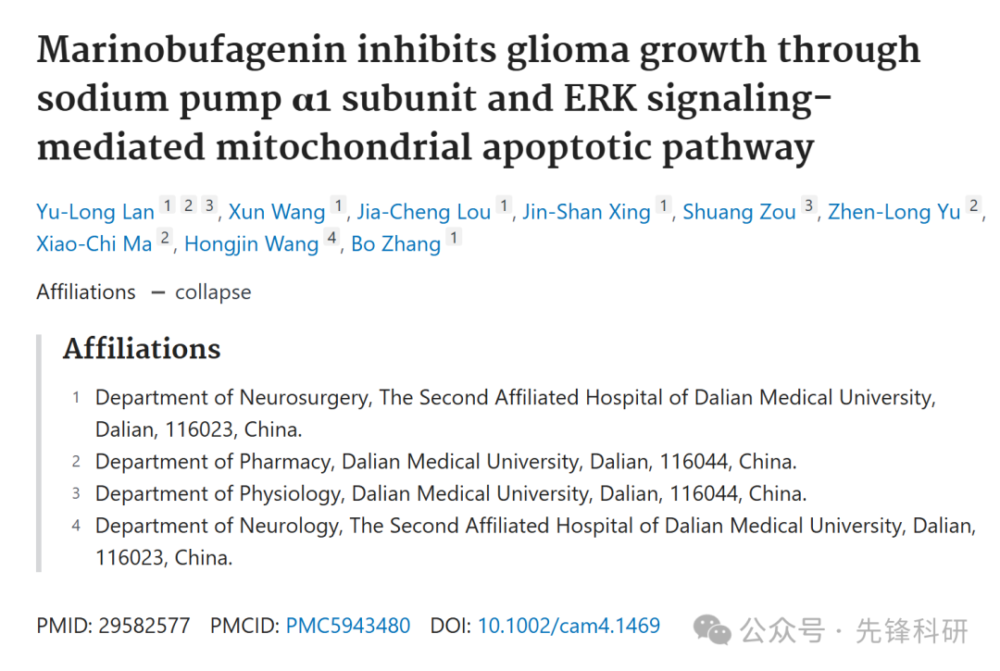 Marinobufagenin inhibits glioma growth through
sodium pump α1 subunit and ERK signaling-
mediated mitochondrial apoptotic pathway
Yu-Long Lan 1 2 3, Xun Wang 1, Jia-Cheng Lou 1, Jin-Shan Xing 1, Shuang Zou 3, Zhen-Long Yu 2,
Xiao-Chi Ma 2, Hongjin Wang 4, Bo Zhang 1
Affiliations — collapse
Affiliations
1 Department of Neurosurgery, The Second Affiliated Hospital of Dalian Medical University,
Dalian, 116023, China.
2 Department of Pharmacy, Dalian Medical University, Dalian, 116044, China.
3 Department of Physiology, Dalian Medical University, Dalian, 116044, China.
4 Department of Neurology, The Second Affiliated Hospital of Dalian Medical University, Dalian,
116023, China.
PMID: 29582577 PMCID: PMC5943480 DOI: 10.1002/cam4.1469 公众号 · 先锋科研